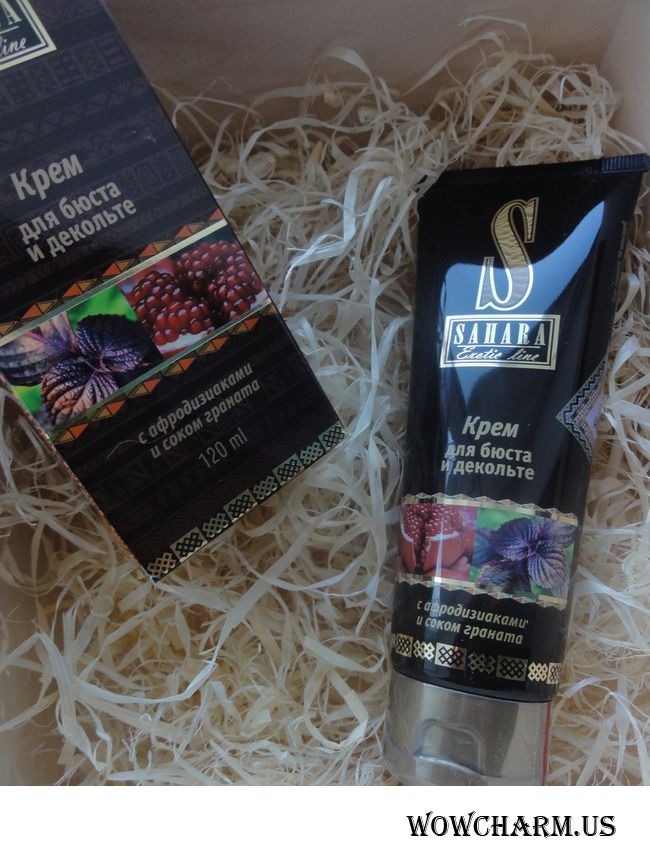 Крем
для бюста
и декольте
с афродизиаками
и соком граната
120 ml
S
SAHARA
Exotic line
Крем
для бюста
и декольте
с афродизиаками
и соком граната
WOWCHARM.US